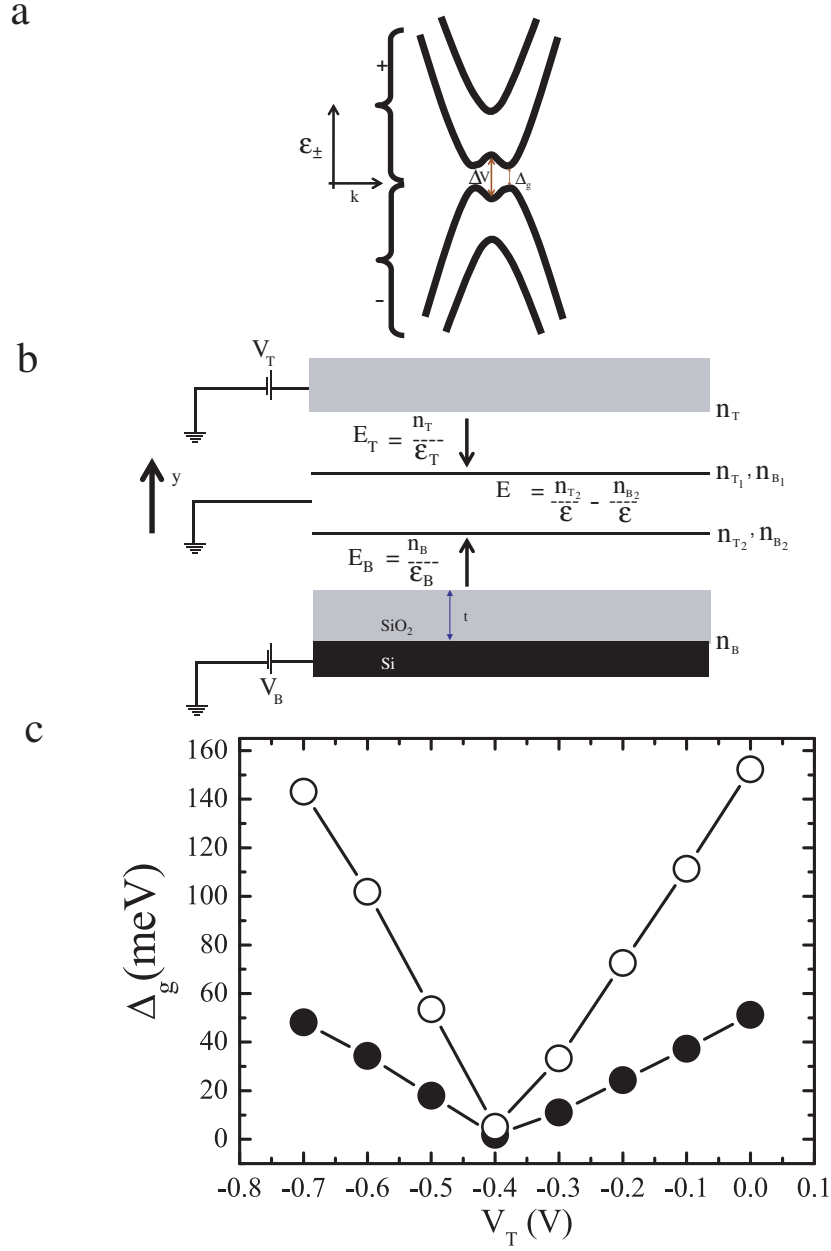 a
+
ε±
k
ΔV
Δg
-
b
VT
nT
ET = nT / εT
y
nT1, nB1
E = nT2 / ε - nB2 / ε
nT2, nB2
EB = nB / εB
t
SiO2
nB
Si
VB
c
160
140
120
100
80
60
40
20
0
Δg (meV)
-0.8 -0.7 -0.6 -0.5 -0.4 -0.3 -0.2 -0.1 0.0 0.1
VT (V)